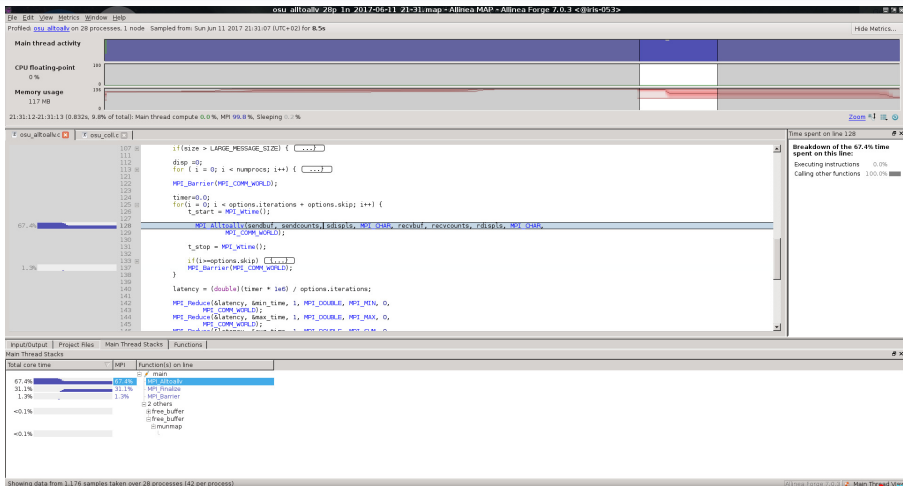 osu_alltoallv_28p_1n_2017-06-11_21-31.map - Allinea MAP - Allinea Forge 7.0.3 <@iris-053>
File Edit View Metrics Window Help
Profiled: osu_alltoallv on 28 processes, 1 node Sampled from: Sun Jun 11 2017 21:31:07 (UTC+02) for 8.5s Hide Metrics...
Main thread activity
CPU floating-point 100
0 % 0
Memory usage 196
117 MB 0
21:31:12-21:31:13 (0.832s, 9.8% of total): Main thread compute 0.0 %, MPI 99.8 %, Sleeping 0.2 % Zoom
osu_alltoallv.c osu_coll.c Time spent on line 128
107 if(size > LARGE_MESSAGE_SIZE) { ... }
111
112 disp =0;
113 for ( i = 0; i < numprocs; i++) { ... }
121
122 MPI_Barrier(MPI_COMM_WORLD);
123
124 timer=0.0;
125 for(i = 0; i < options.iterations + options.skip; i++) {
126 t_start = MPI_Wtime();
127
67.4% 128 MPI_Alltoallv(sendbuf, sendcounts, sdispls, MPI_CHAR, recvbuf, recvcounts, rdispls, MPI_CHAR,
129 MPI_COMM_WORLD);
130
131 t_stop = MPI_Wtime();
132
133 if(i>=options.skip) {...}
1.3% 137 MPI_Barrier(MPI_COMM_WORLD);
138 }
139
140 latency = (double)(timer * 1e6) / options.iterations;
141
142 MPI_Reduce(&latency, &min_time, 1, MPI_DOUBLE, MPI_MIN, 0,
143 MPI_COMM_WORLD);
144 MPI_Reduce(&latency, &max_time, 1, MPI_DOUBLE, MPI_MAX, 0,
145 MPI_COMM_WORLD);
Breakdown of the 67.4% time
spent on this line:
Executing instructions 0.0%
Calling other functions 100.0%
Input/Output Project Files Main Thread Stacks Functions
Main Thread Stacks
Total core time MPI Function(s) on line
main
67.4% 67.4% MPI_Alltoallv
31.1% 31.1% MPI_Finalize
1.3% 1.3% MPI_Barrier
2 others
<0.1% free_buffer
free_buffer
munmap
<0.1%
Showing data from 1,176 samples taken over 28 processes (42 per process) Allinea Forge 7.0.3 Main Thread View